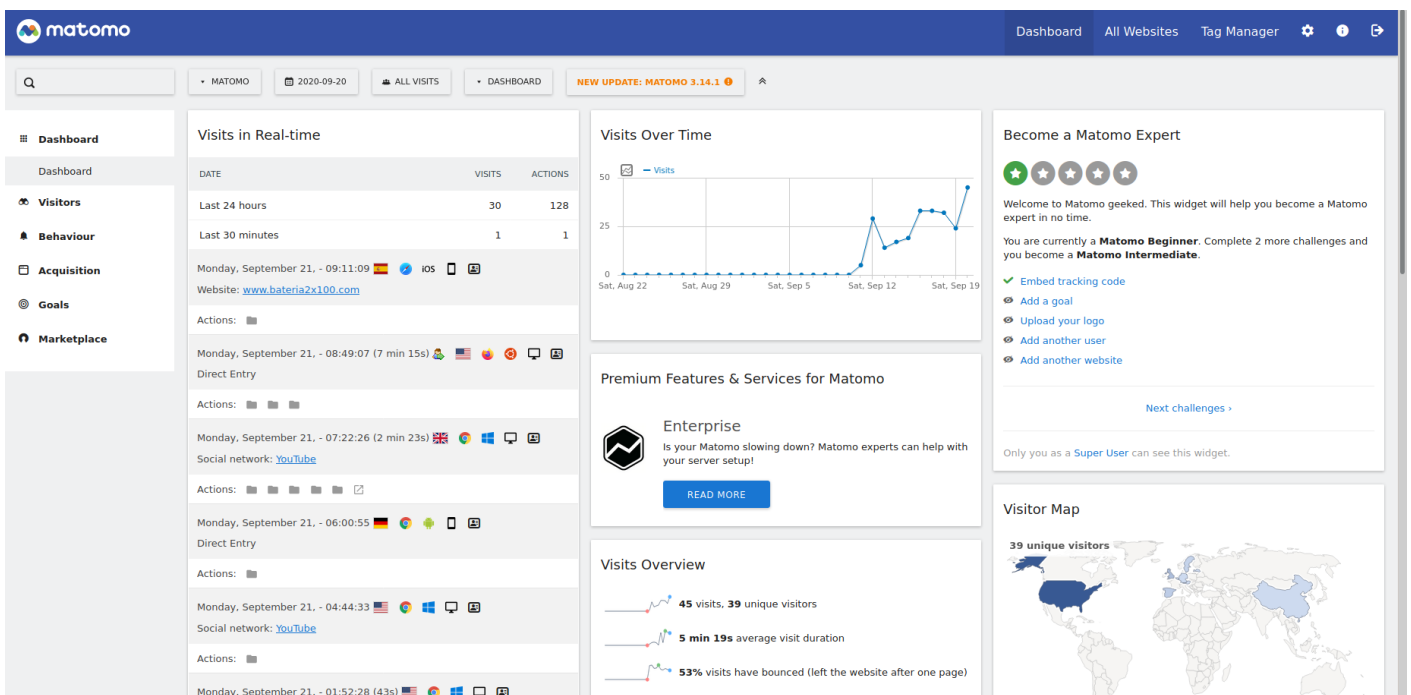 matomo
Dashboard All Websites Tag Manager
MATOMO 2020-09-20 ALL VISITS DASHBOARD NEW UPDATE: MATOMO 3.14.1
Dashboard
Dashboard
Visitors
Behaviour
Acquisition
Goals
Marketplace
Visits in Real-time
DATE VISITS ACTIONS
Last 24 hours 30 128
Last 30 minutes 1 1
Monday, September 21, - 09:11:09 iOS
Website: www.bateria2x100.com
Actions:
Monday, September 21, - 08:49:07 (7 min 15s)
Direct Entry
Actions:
Monday, September 21, - 07:22:26 (2 min 23s)
Social network: YouTube
Actions:
Monday, September 21, - 06:00:55
Direct Entry
Actions:
Monday, September 21, - 04:44:33
Social network: YouTube
Actions:
Monday, September 21, - 01:52:28 (43s)
Visits Over Time
Visits
50
25
0
Sat, Aug 22 Sat, Aug 29 Sat, Sep 5 Sat, Sep 12 Sat, Sep 19
Premium Features & Services for Matomo
Enterprise
Is your Matomo slowing down? Matomo experts can help with
your server setup!
READ MORE
Visits Overview
45 visits, 39 unique visitors
5 min 19s average visit duration
53% visits have bounced (left the website after one page)
Become a Matomo Expert
Welcome to Matomo geeked. This widget will help you become a Matomo
expert in no time.
You are currently a Matomo Beginner. Complete 2 more challenges and
you become a Matomo Intermediate.
Embed tracking code
Add a goal
Upload your logo
Add another user
Add another website
Next challenges ›
Only you as a Super User can see this widget.
Visitor Map
39 unique visitors